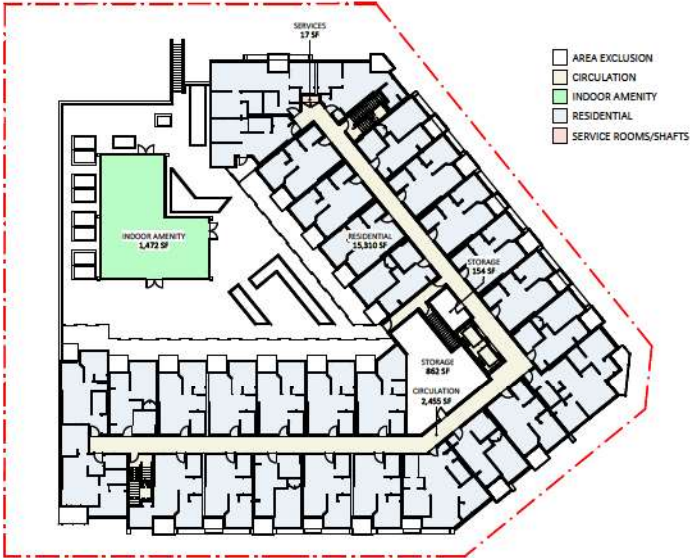 SERVICES
17 SF
AREA EXCLUSION
CIRCULATION
INDOOR AMENITY
RESIDENTIAL
SERVICE ROOMS/SHAFTS
INDOOR AMENITY
1,472 SF
RESIDENTIAL
15,310 SF
STORAGE
154 SF
STORAGE
862 SF
CIRCULATION
2,455 SF